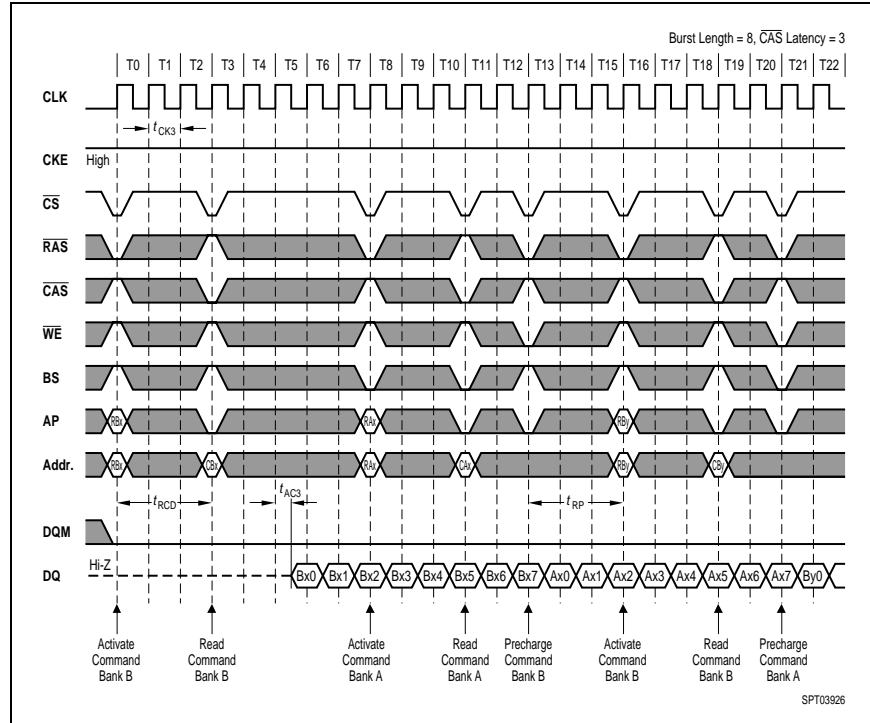 Burst Length = 8, CAS Latency = 3
T0 T1 T2 T3 T4 T5 T6 T7 T8 T9 T10 T11 T12 T13 T14 T15 T16 T17 T18 T19 T20 T21 T22
CLK
tCK3
CKE High
CS
RAS
CAS
WE
BS
AP RBx RAx RBy
Addr. RBx CBx RAx CAx RBy CBy
tRCD tAC3 tRP
DQM
DQ Hi-Z Bx0 Bx1 Bx2 Bx3 Bx4 Bx5 Bx6 Bx7 Ax0 Ax1 Ax2 Ax3 Ax4 Ax5 Ax6 Ax7 By0
Activate Command Bank B
Read Command Bank B
Activate Command Bank A
Read Command Bank A
Precharge Command Bank B
Activate Command Bank B
Read Command Bank B
Precharge Command Bank A
SPT03926